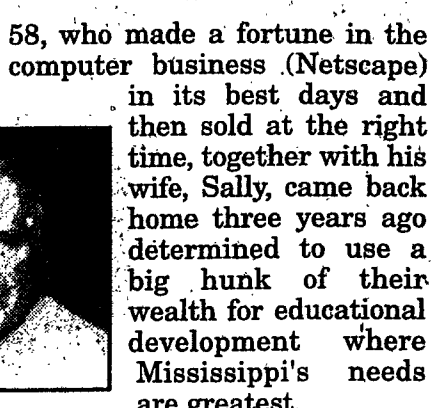 58, who made a fortune in the
computer business (Netscape)
in its best days and
then sold at the right
time, together with his
wife, Sally, came back
home three years ago
determined to use a
big hunk of their
wealth for educational
development where
Mississippi's needs
are greatest.